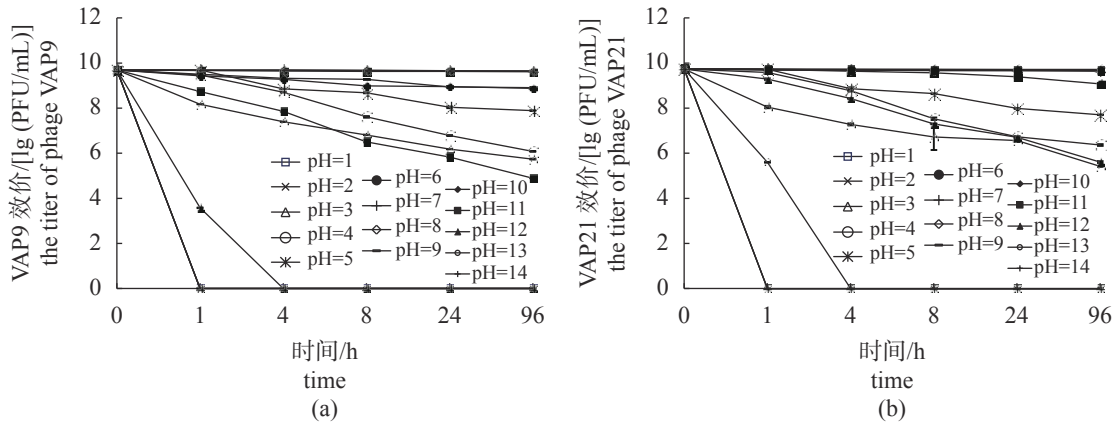 VAP9 效价/[lg (PFU/mL)]
the titer of phage VAP9
12
10
8
6
4
2
0
pH=1
pH=2
pH=3
pH=4
pH=5
pH=6
pH=7
pH=8
pH=9
pH=10
pH=11
pH=12
pH=13
pH=14
0 1 4 8 24 96
时间/h
time
(a)
VAP21 效价/[lg (PFU/mL)]
the titer of phage VAP21
12
10
8
6
4
2
0
pH=1
pH=2
pH=3
pH=4
pH=5
pH=6
pH=7
pH=8
pH=9
pH=10
pH=11
pH=12
pH=13
pH=14
0 1 4 8 24 96
时间/h
time
(b)